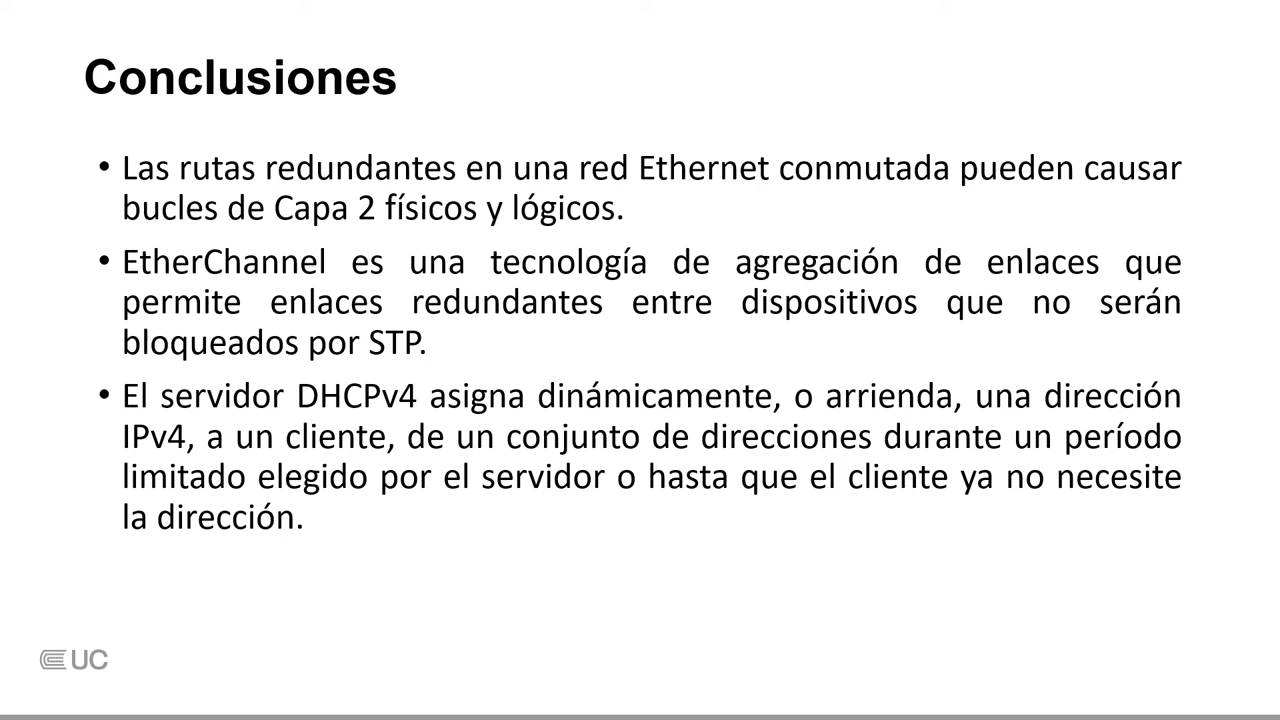 Conclusiones
• Las rutas redundantes en una red Ethernet conmutada pueden causar
bucles de Capa 2 físicos y lógicos.
• EtherChannel es una tecnología de agregación de enlaces que
permite enlaces redundantes entre dispositivos que no serán
bloqueados por STP.
• El servidor DHCPv4 asigna dinámicamente, o arrienda, una dirección
IPv4, a un cliente, de un conjunto de direcciones durante un período
limitado elegido por el servidor o hasta que el cliente ya no necesite
la dirección.
UC